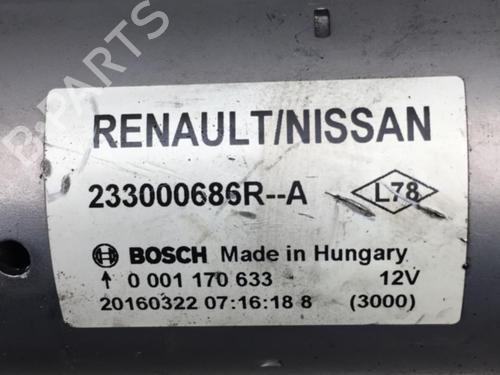 B-PARTS
RENAULT/NISSAN
233000686R--A
L78
BOSCH Made in Hungary
↑ 0 001 170 633 12V
20160322 07:16:18 8 (3000)